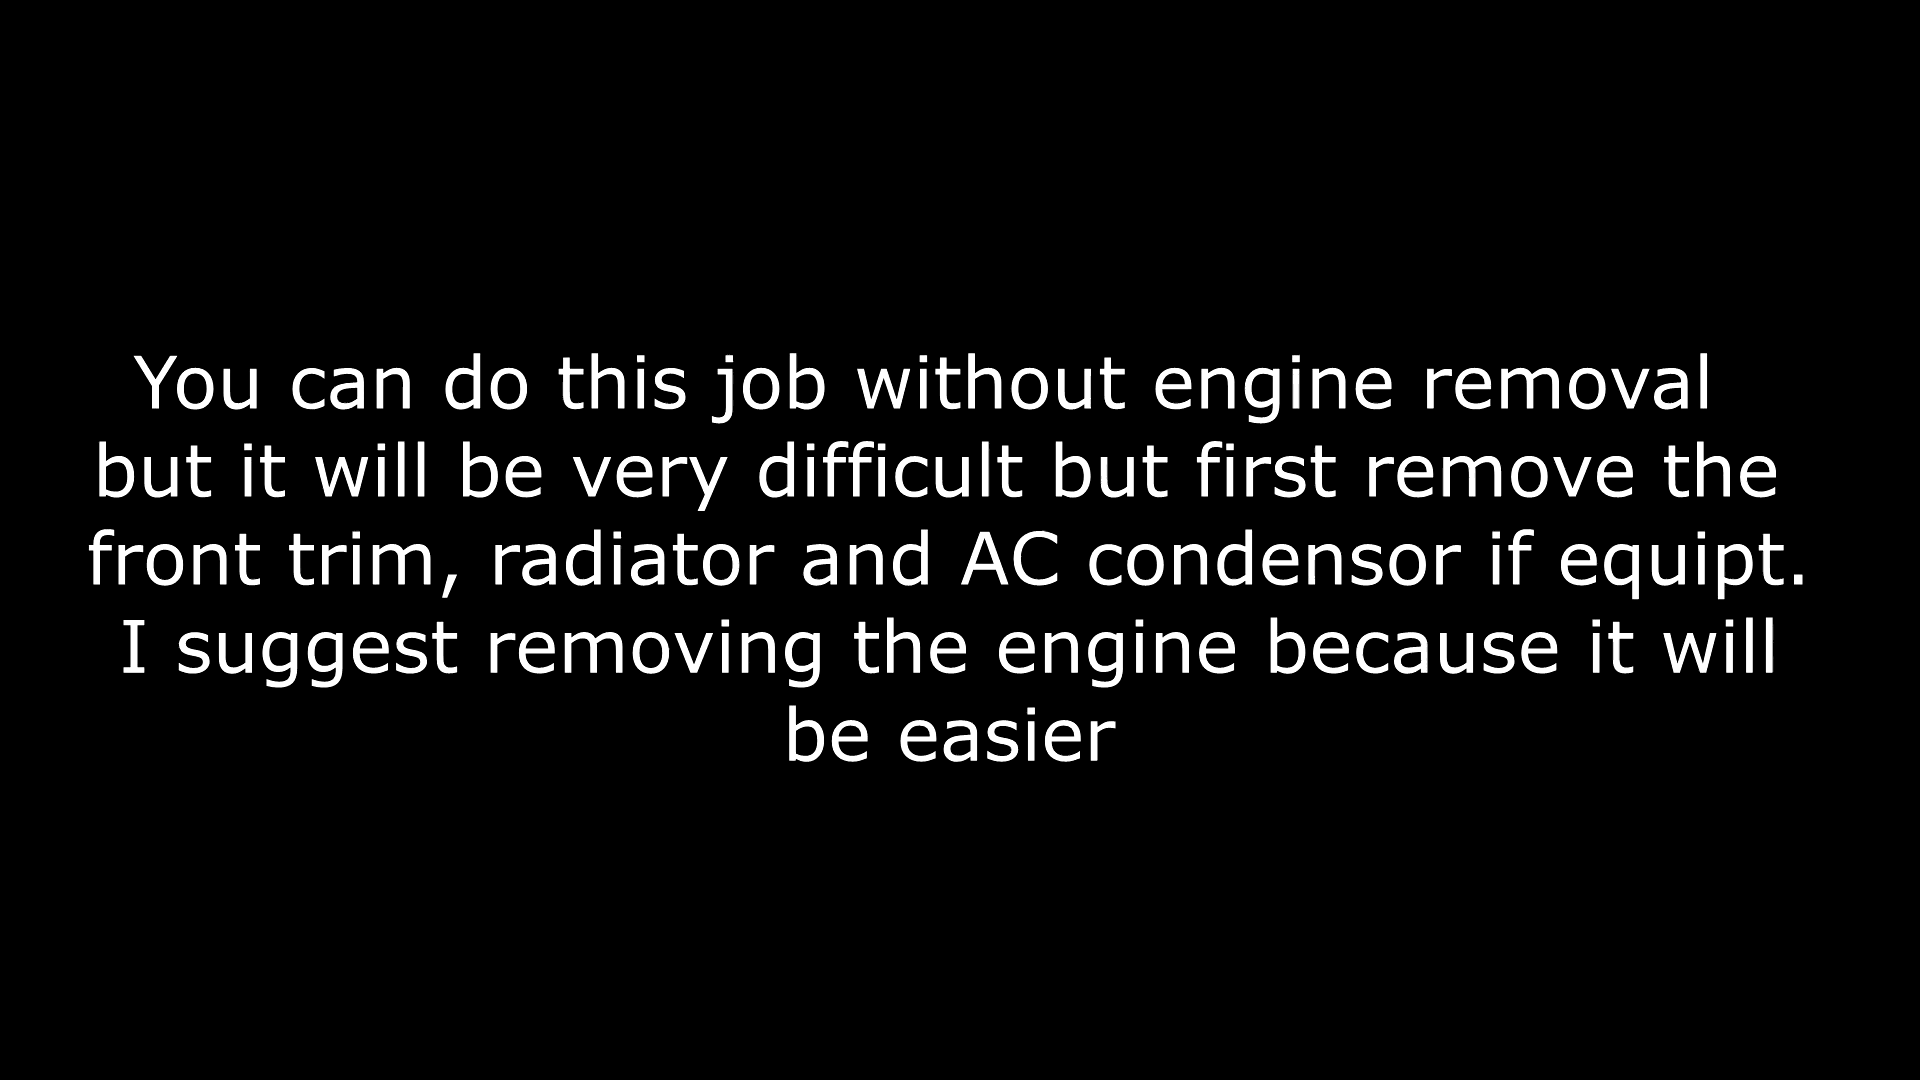 You can do this job without engine removal
but it will be very difficult but first remove the
front trim, radiator and AC condensor if equipt.
I suggest removing the engine because it will
be easier